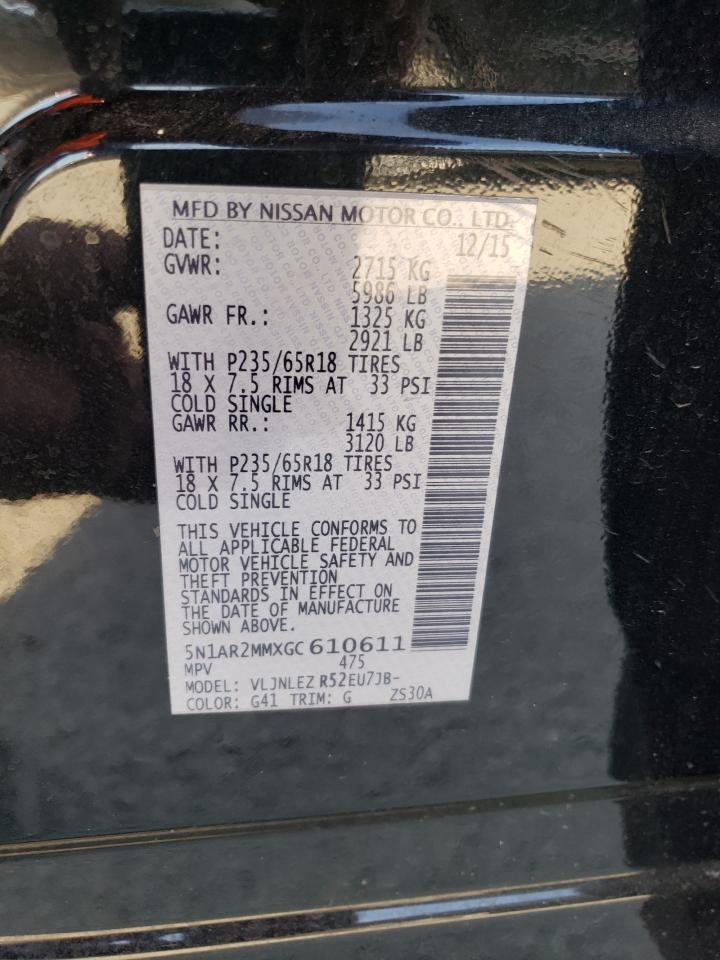 MFD BY NISSAN MOTOR CO., LTD.
DATE: 12/15
GVWR: 2715 KG
5986 LB
GAWR FR.: 1325 KG
2921 LB
WITH P235/65R18 TIRES
18 X 7.5 RIMS AT 33 PSI
COLD SINGLE
GAWR RR.: 1415 KG
3120 LB
WITH P235/65R18 TIRES
18 X 7.5 RIMS AT 33 PSI
COLD SINGLE
THIS VEHICLE CONFORMS TO
ALL APPLICABLE FEDERAL
MOTOR VEHICLE SAFETY AND
THEFT PREVENTION
STANDARDS IN EFFECT ON
THE DATE OF MANUFACTURE
SHOWN ABOVE.
5N1AR2MMXGC 610611
MPV 475
MODEL: VLJNLEZ R52EU7JB-
COLOR: G41 TRIM: G ZS30A